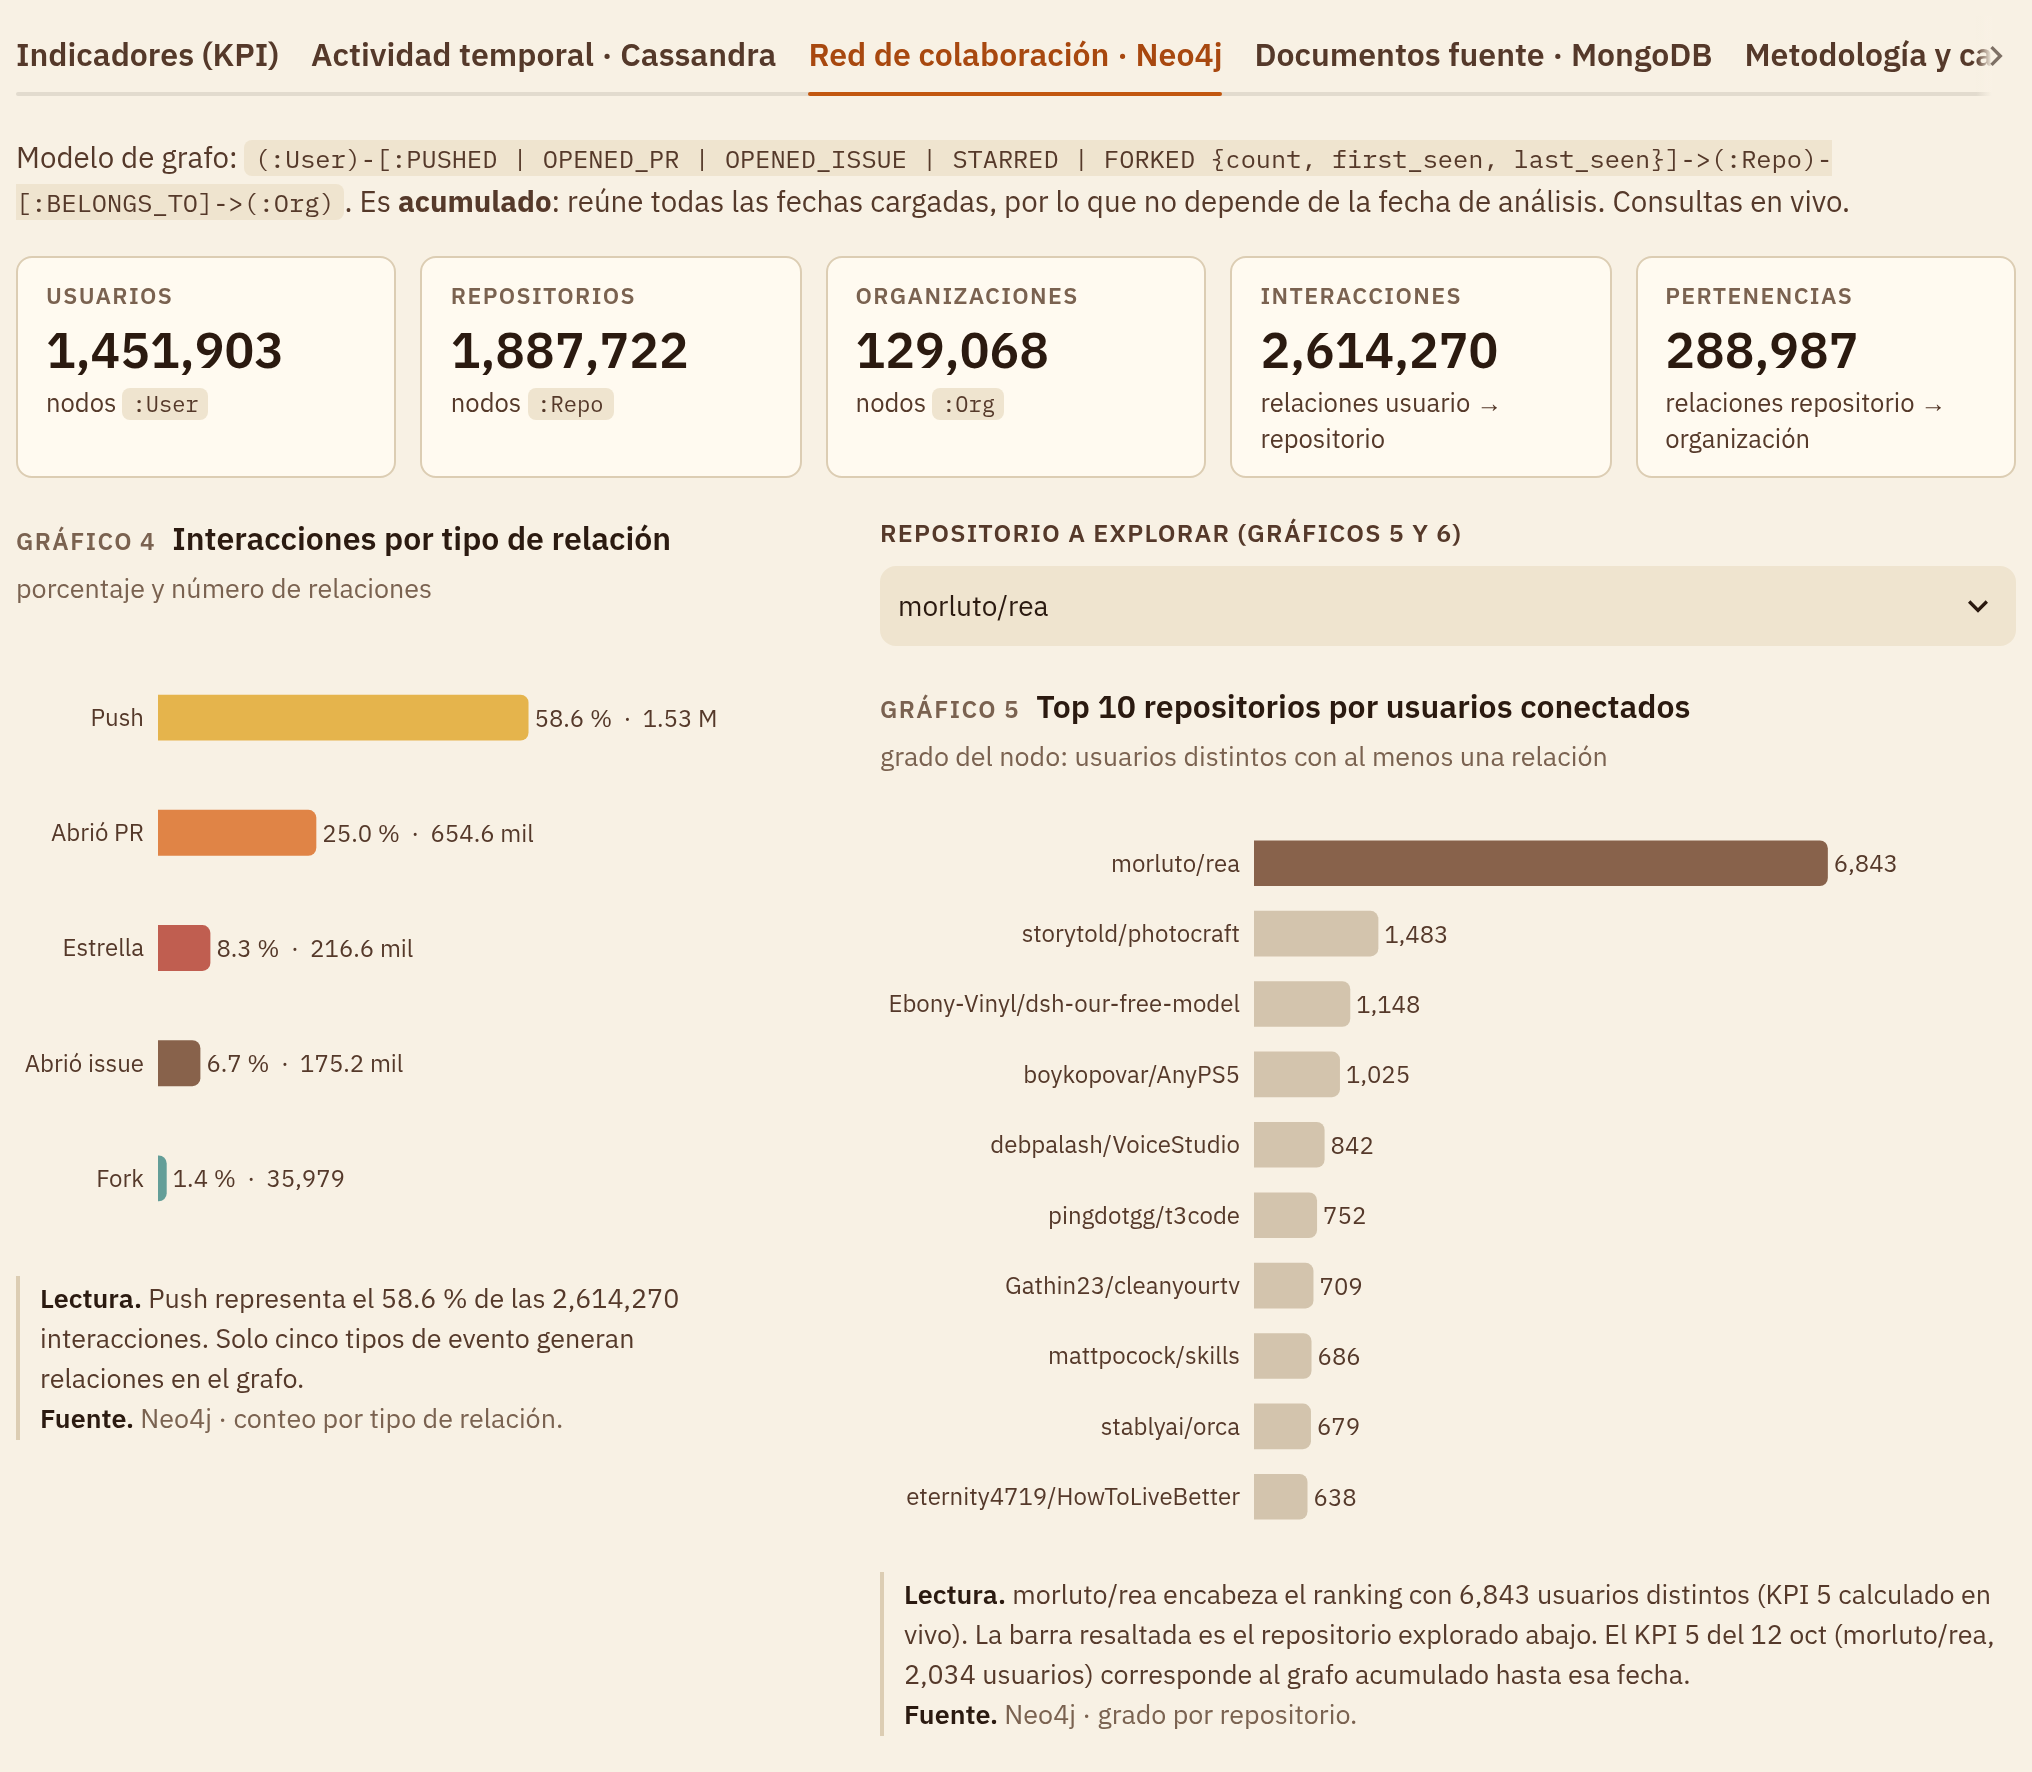 Indicadores (KPI) Actividad temporal · Cassandra Red de colaboración · Neo4j Documentos fuente · MongoDB Metodología y ca
Modelo de grafo: (:User)-[:PUSHED | OPENED_PR | OPENED_ISSUE | STARRED | FORKED {count, first_seen, last_seen}]->(:Repo)-
[:BELONGS_TO]->(:Org). Es acumulado: reúne todas las fechas cargadas, por lo que no depende de la fecha de análisis. Consultas en vivo.
USUARIOS
1,451,903
nodos :User
REPOSITORIOS
1,887,722
nodos :Repo
ORGANIZACIONES
129,068
nodos :Org
INTERACCIONES
2,614,270
relaciones usuario →
repositorio
PERTENENCIAS
288,987
relaciones repositorio →
organización
GRÁFICO 4 Interacciones por tipo de relación
porcentaje y número de relaciones
Push 58.6 % · 1.53 M
Abrió PR 25.0 % · 654.6 mil
Estrella 8.3 % · 216.6 mil
Abrió issue 6.7 % · 175.2 mil
Fork 1.4 % · 35,979
Lectura. Push representa el 58.6 % de las 2,614,270
interacciones. Solo cinco tipos de evento generan
relaciones en el grafo.
Fuente. Neo4j · conteo por tipo de relación.
REPOSITORIO A EXPLORAR (GRÁFICOS 5 Y 6)
morluto/rea
GRÁFICO 5 Top 10 repositorios por usuarios conectados
grado del nodo: usuarios distintos con al menos una relación
morluto/rea 6,843
storytold/photocraft 1,483
Ebony-Vinyl/dsh-our-free-model 1,148
boykopovar/AnyPS5 1,025
debpalash/VoiceStudio 842
pingdotgg/t3code 752
Gathin23/cleanyourtv 709
mattpocock/skills 686
stablyai/orca 679
eternity4719/HowToLiveBetter 638
Lectura. morluto/rea encabeza el ranking con 6,843 usuarios distintos (KPI 5 calculado en
vivo). La barra resaltada es el repositorio explorado abajo. El KPI 5 del 12 oct (morluto/rea,
2,034 usuarios) corresponde al grafo acumulado hasta esa fecha.
Fuente. Neo4j · grado por repositorio.